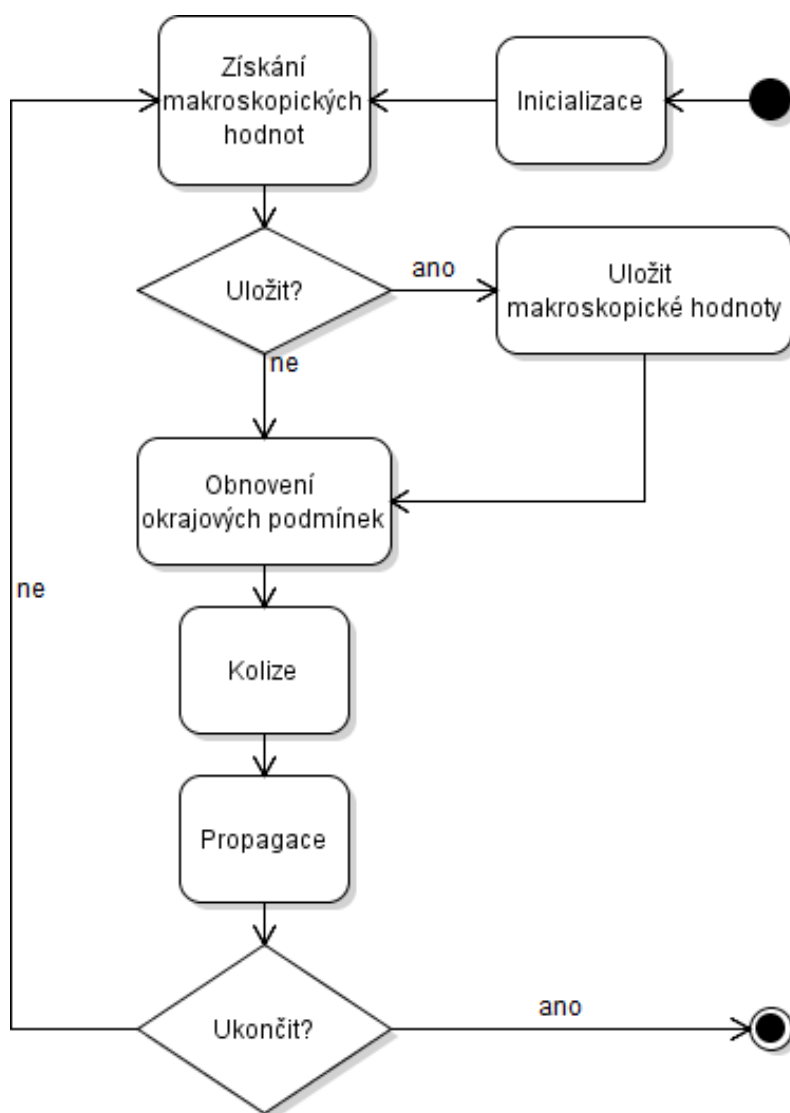 Získání
makroskopických
hodnot
Inicializace
Uložit?
ano
Uložit
makroskopické hodnoty
ne
Obnovení
okrajových podmínek
ne
Kolize
Propagace
Ukončit?
ano